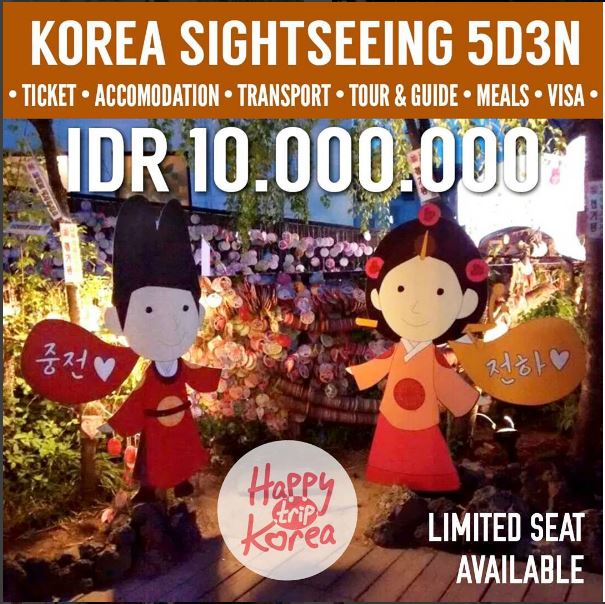 KOREA SIGHTSEEING 5D3N
• TICKET • ACCOMODATION • TRANSPORT • TOUR & GUIDE • MEALS • VISA •
IDR 10.000.000
중전♥
전하♥
Happy
trip
Korea
LIMITED SEAT
AVAILABLE